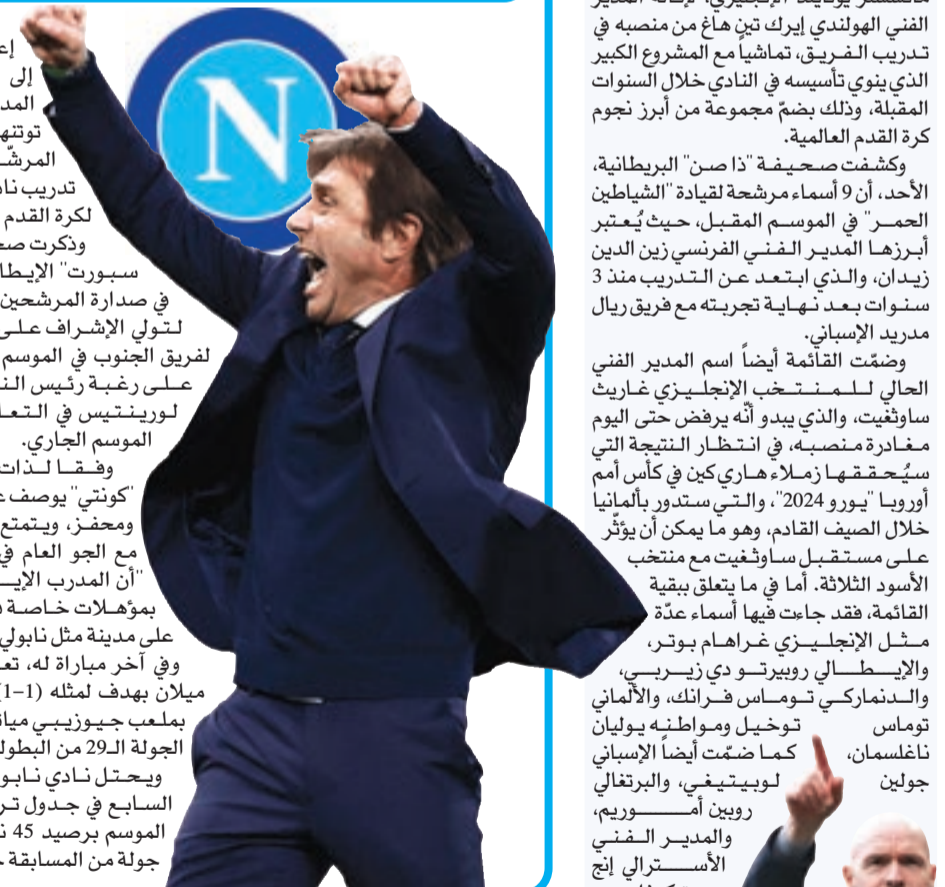 الفني الهولندي إيرك تين هاغ من منصبه في
تدريب الفريق، تماشياً مع المشروع الكبير
الذي ينوي تأسيسه في النادي خلال السنوات
المقبلة، وذلك بضمّ مجموعة من أبرز نجوم
كرة القدم العالمية.
وكشفت صحيفة "ذا صن" البريطانية،
الأحد، أن 9 أسماء مرشحة لقيادة "الشياطين
الحمر" في الموسم المقبل، حيث يُعتبر
أبرزها المدير الفني الفرنسي زين الدين
زيدان، والذي ابتعد عن التدريب منذ 3
سنوات بعد نهاية تجربته مع فريق ريال
مدريد الإسباني.
وضمّت القائمة أيضاً اسم المدير الفني
الحالي للمنتخب الإنجليزي غاريث
ساوثغيت، والذي يبدو أنّه يرفض حتى اليوم
مغادرة منصبه، في انتظار النتيجة التي
سيُحققها زملاء هاري كين في كأس أمم
أوروبا "يورو 2024"، والتي ستدور بألمانيا
خلال الصيف القادم، وهو ما يمكن أن يؤثّر
على مستقبل ساوثغيت مع منتخب
الأسود الثلاثة. أما في ما يتعلق ببقية
القائمة، فقد جاءت فيها أسماء عدّة
مثل الإنجليزي غراهام بوتر،
والإيطالي روبيرتو دي زيربي،
والدنماركي توماس فرانك، والألماني
توماس توخيل ومواطنه يوليان
ناغلسمان، كما ضمّت أيضاً الإسباني
جولين لوبيتيغي، والبرتغالي
روبين أموريم،
والمدير الفني
الأسترالي إنج
N
إلى
المد
توتنه
المرشّ
تدريب نا
لكرة القدم
وذكرت صح
سبورت" الإيطا
في صدارة المرشحين
لتولي الإشراف على
لفريق الجنوب في الموسم
على رغبة رئيس الن
لورينتيس في التعا
الموسم الجاري.
وفقا لذات
"كونتي" يوصف
ومحفز، ويتمتع
مع الجو العام في
"أن المدرب الإيـ
بمؤهلات خاصة
على مدينة مثل نابولي
وفي آخر مباراة له، تع
ميلان بهدف لمثله (1–1)
بملعب جيوزيبي ميا
الجولة الـ29 من البطول
ويحتل نادي نابو
السابع في جدول تر
الموسم برصيد 45 ن
جولة من المسابقة